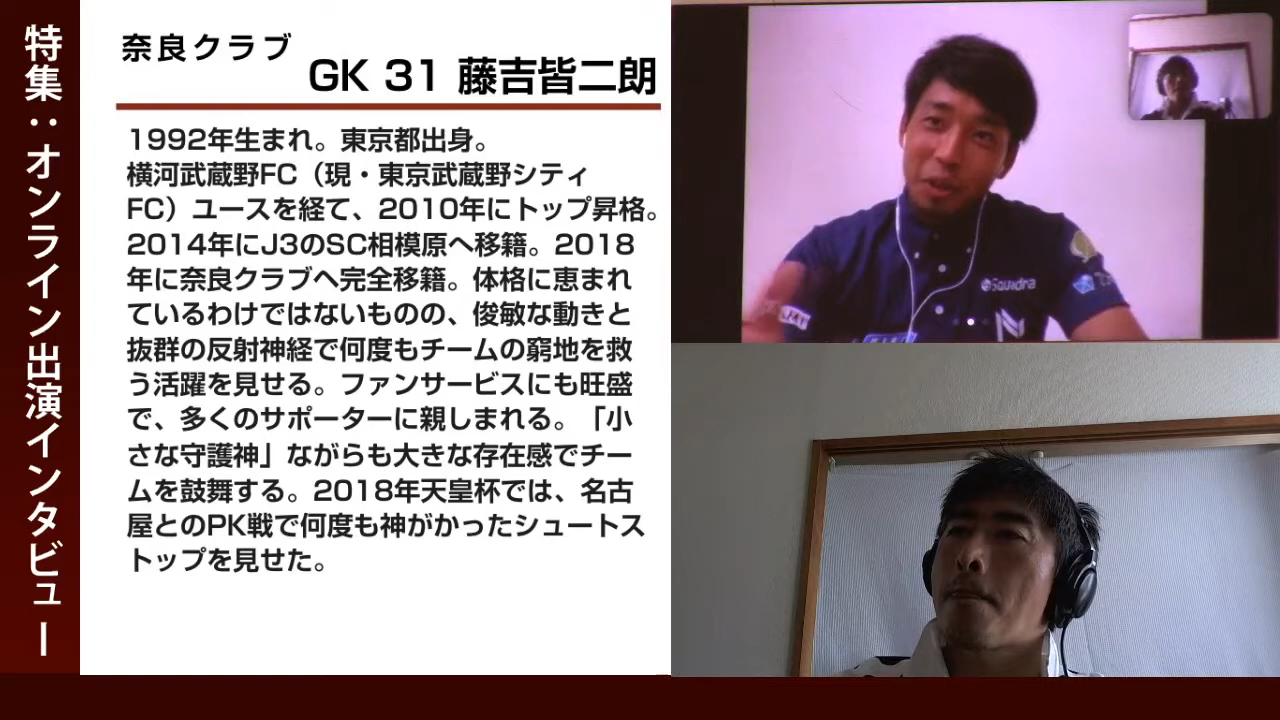 特集：オンライン出演インタビュー
奈良クラブ
GK 31 藤吉皆二朗
1992年生まれ。東京都出身。
横河武蔵野FC（現・東京武蔵野シティ
FC）ユースを経て、2010年にトップ昇格。
2014年にJ3のSC相模原へ移籍。2018
年に奈良クラブへ完全移籍。体格に恵まれ
ているわけではないものの、俊敏な動きと
抜群の反射神経で何度もチームの窮地を救
う活躍を見せる。ファンサービスにも旺盛
で、多くのサポーターに親しまれる。「小
さな守護神」ながらも大きな存在感でチー
ムを鼓舞する。2018年天皇杯では、名古
屋とのPK戦で何度も神がかったシュートス
トップを見せた。
Squadra